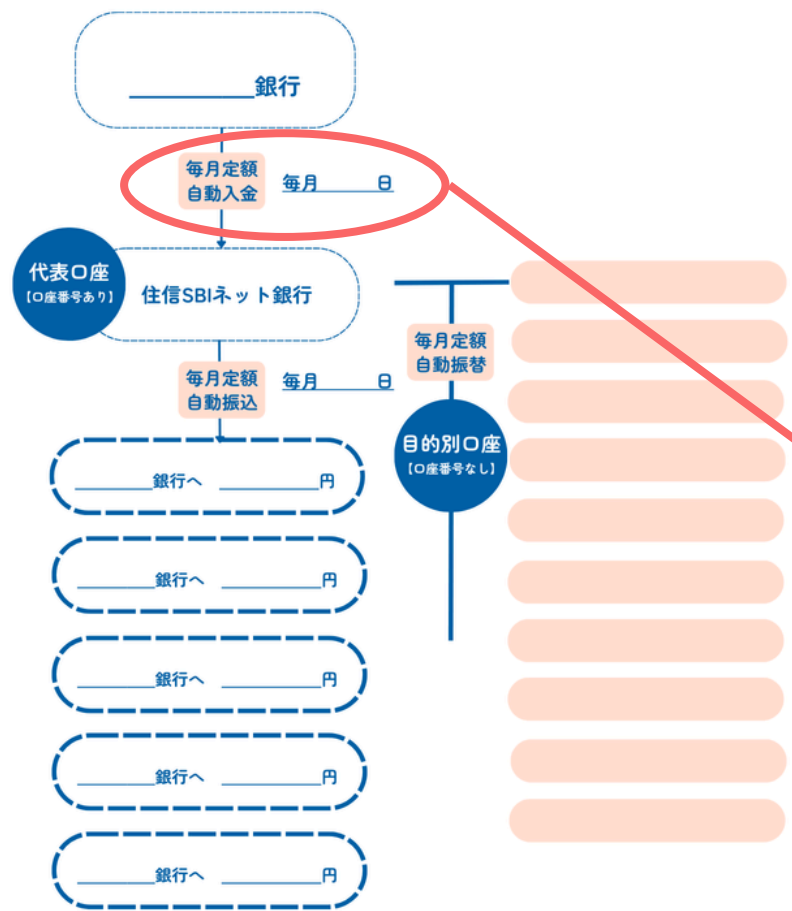 ＿＿＿＿＿銀行
毎月定額
自動入金
毎月＿＿＿日
代表口座
【口座番号あり】
住信SBIネット銀行
毎月定額
自動振込
毎月＿＿＿日
毎月定額
自動振替
目的別口座
【口座番号なし】
＿＿＿＿銀行へ ＿＿＿＿＿円
＿＿＿＿銀行へ ＿＿＿＿＿円
＿＿＿＿銀行へ ＿＿＿＿＿円
＿＿＿＿銀行へ ＿＿＿＿＿円
＿＿＿＿銀行へ ＿＿＿＿＿円